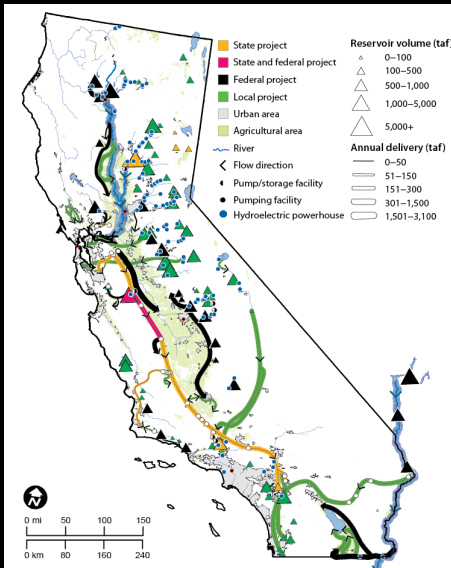 State project
State and federal project
Federal project
Local project
Urban area
Agricultural area
River
Flow direction
Pump/storage facility
Pumping facility
Hydroelectric powerhouse
Reservoir volume (taf)
0–100
100–500
500–1,000
1,000–5,000
5,000+
Annual delivery (taf)
0–50
51–150
151–300
301–1,500
1,501–3,100
N
0 mi 50 100 150
0 km 80 160 240